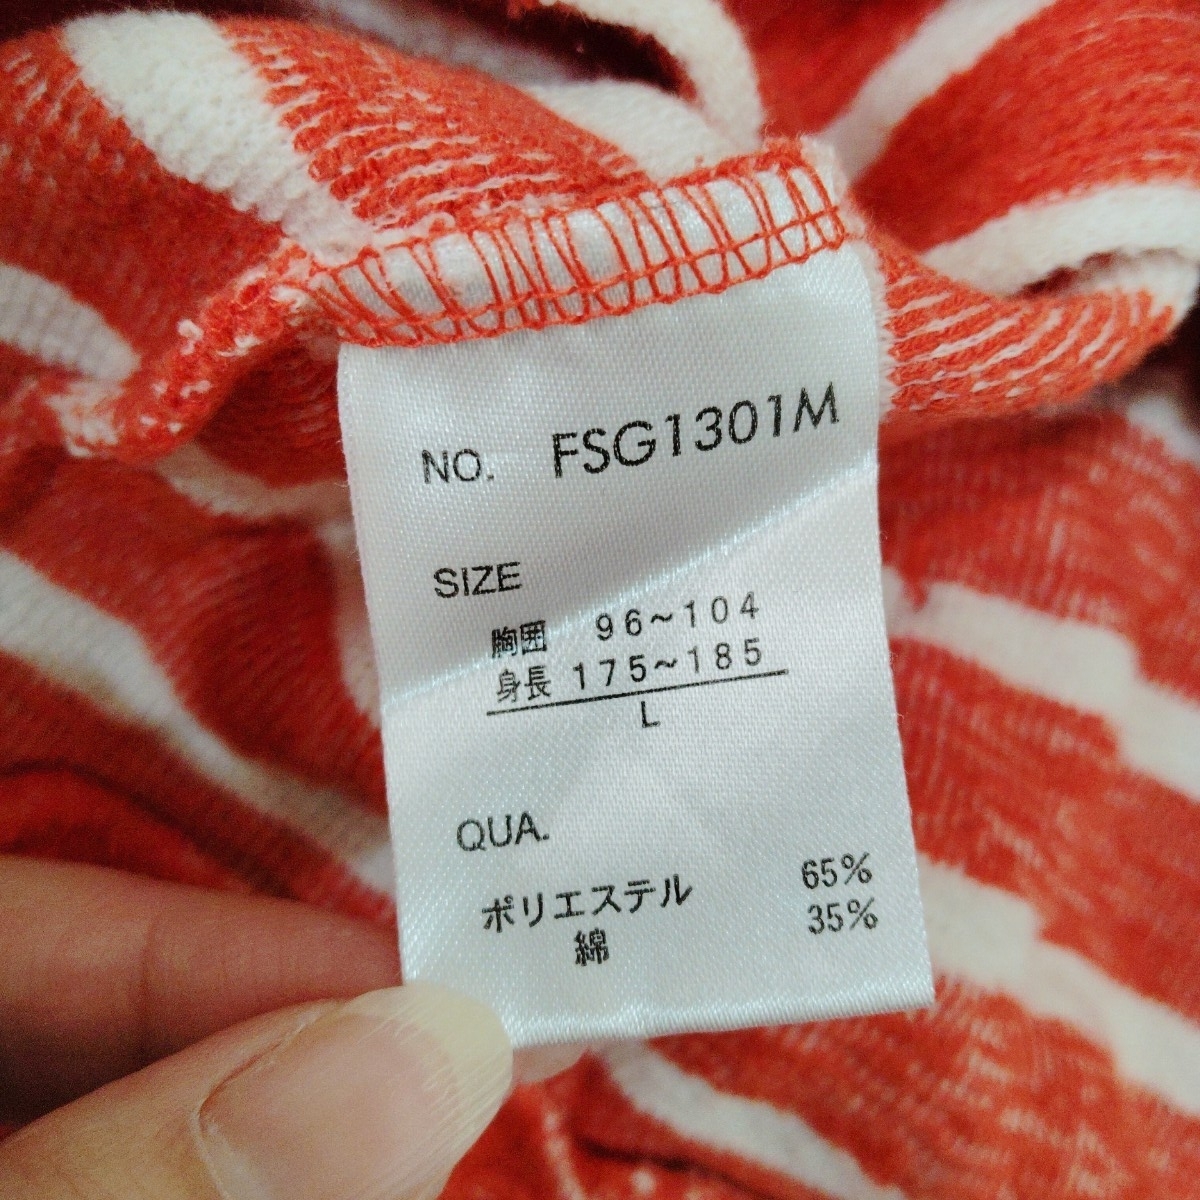 NO. FSG1301M
SIZE
胸囲 96~104
身長 175~185
L
QUA.
ポリエステル 65%
綿 35%